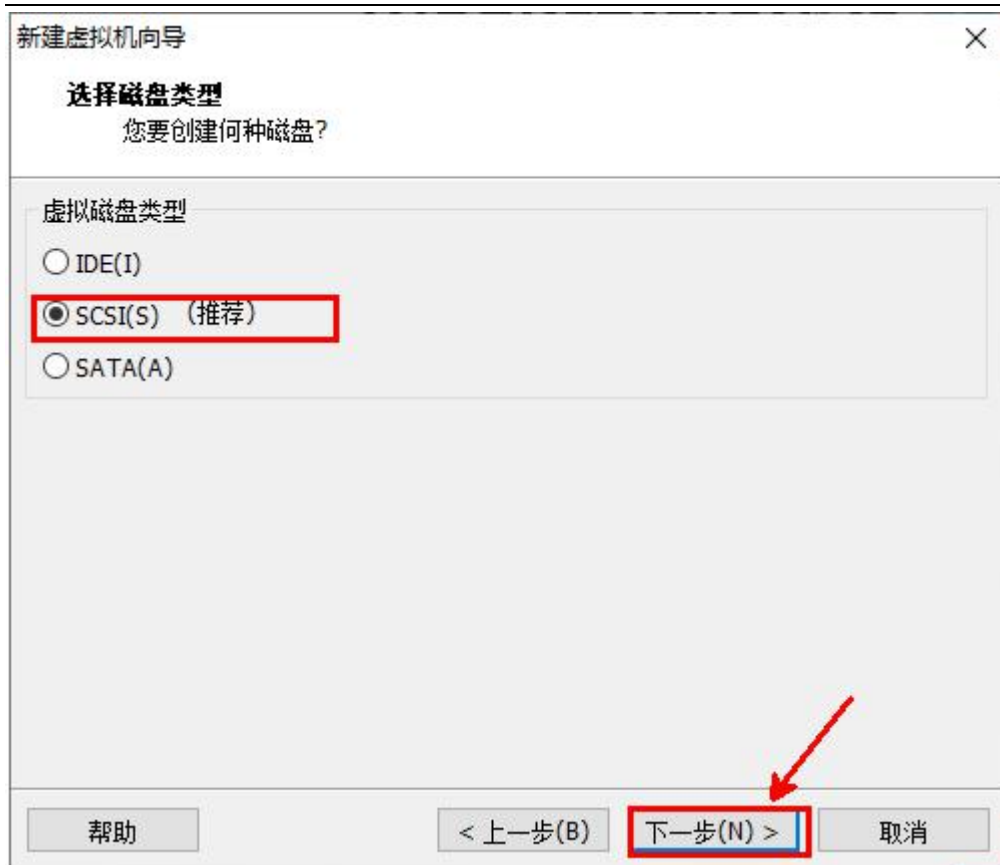 新建虚拟机向导
选择磁盘类型
您要创建何种磁盘?
虚拟磁盘类型
IDE(I)
SCSI(S) (推荐)
SATA(A)
帮助 < 上一步(B) 下一步(N) > 取消